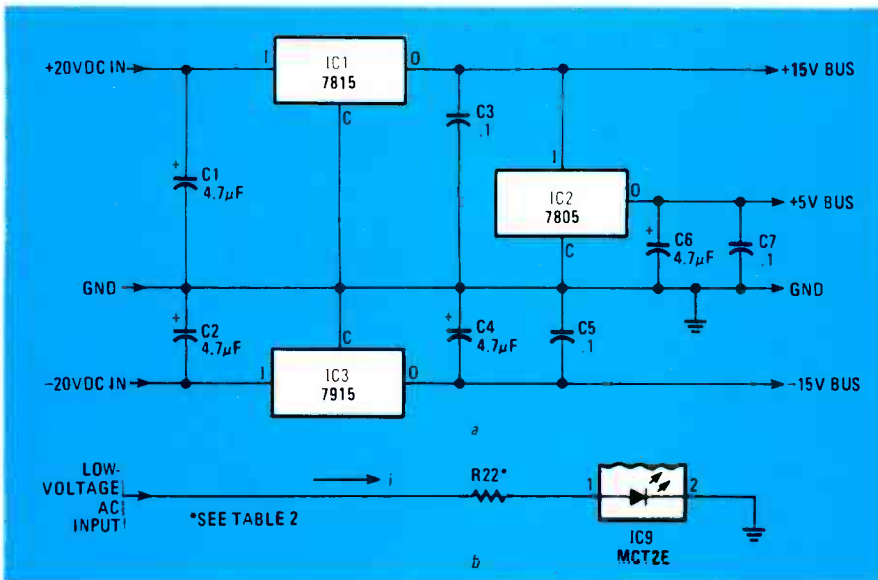 +20VDC IN
I
IC1
7815
O
C
+15V BUS
C3
.1
+
C1
4.7µF
I
IC2
7805
O
C
+5V BUS
+
C6
4.7µF
C7
.1
GND
GND
+
C2
4.7µF
C
+
C4
4.7µF
C5
.1
-20VDC IN
I
IC3
7915
O
-15V BUS
a
LOW-
VOLTAGE
AC
INPUT
i
*SEE TABLE 2
R22*
1
2
IC9
MCT2E
b